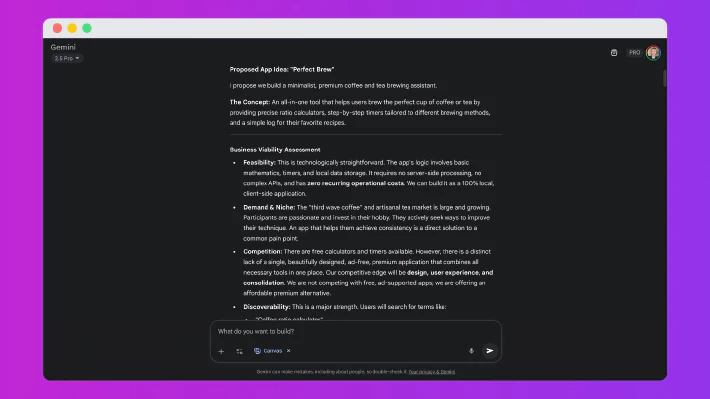 Gemini
2.5 Pro
PRO
Proposed App Idea: "Perfect Brew"
I propose we build a minimalist, premium coffee and tea brewing assistant.
The Concept: An all-in-one tool that helps users brew the perfect cup of coffee or tea by
providing precise ratio calculators, step-by-step timers tailored to different brewing methods,
and a simple log for their favorite recipes.
Business Viability Assessment
• Feasibility: This is technologically straightforward. The app's logic involves basic
mathematics, timers, and local data storage. It requires no server-side processing, no
complex APIs, and has zero recurring operational costs. We can build it as a 100% local,
client-side application.
• Demand & Niche: The "third wave coffee" and artisanal tea market is large and growing.
Participants are passionate and invest in their hobby. They actively seek ways to improve
their technique. An app that helps them achieve consistency is a direct solution to a
common pain point.
• Competition: There are free calculators and timers available. However, there is a distinct
lack of a single, beautifully designed, ad-free, premium application that combines all
necessary tools in one place. Our competitive edge will be design, user experience, and
consolidation. We are not competing with free, ad-supported apps; we are offering an
affordable premium alternative.
• Discoverability: This is a major strength. Users will search for terms like:
"Coffee ratio calculator"
What do you want to build?
Canvas
Gemini can make mistakes, including about people, so double-check it. Your privacy & Gemini